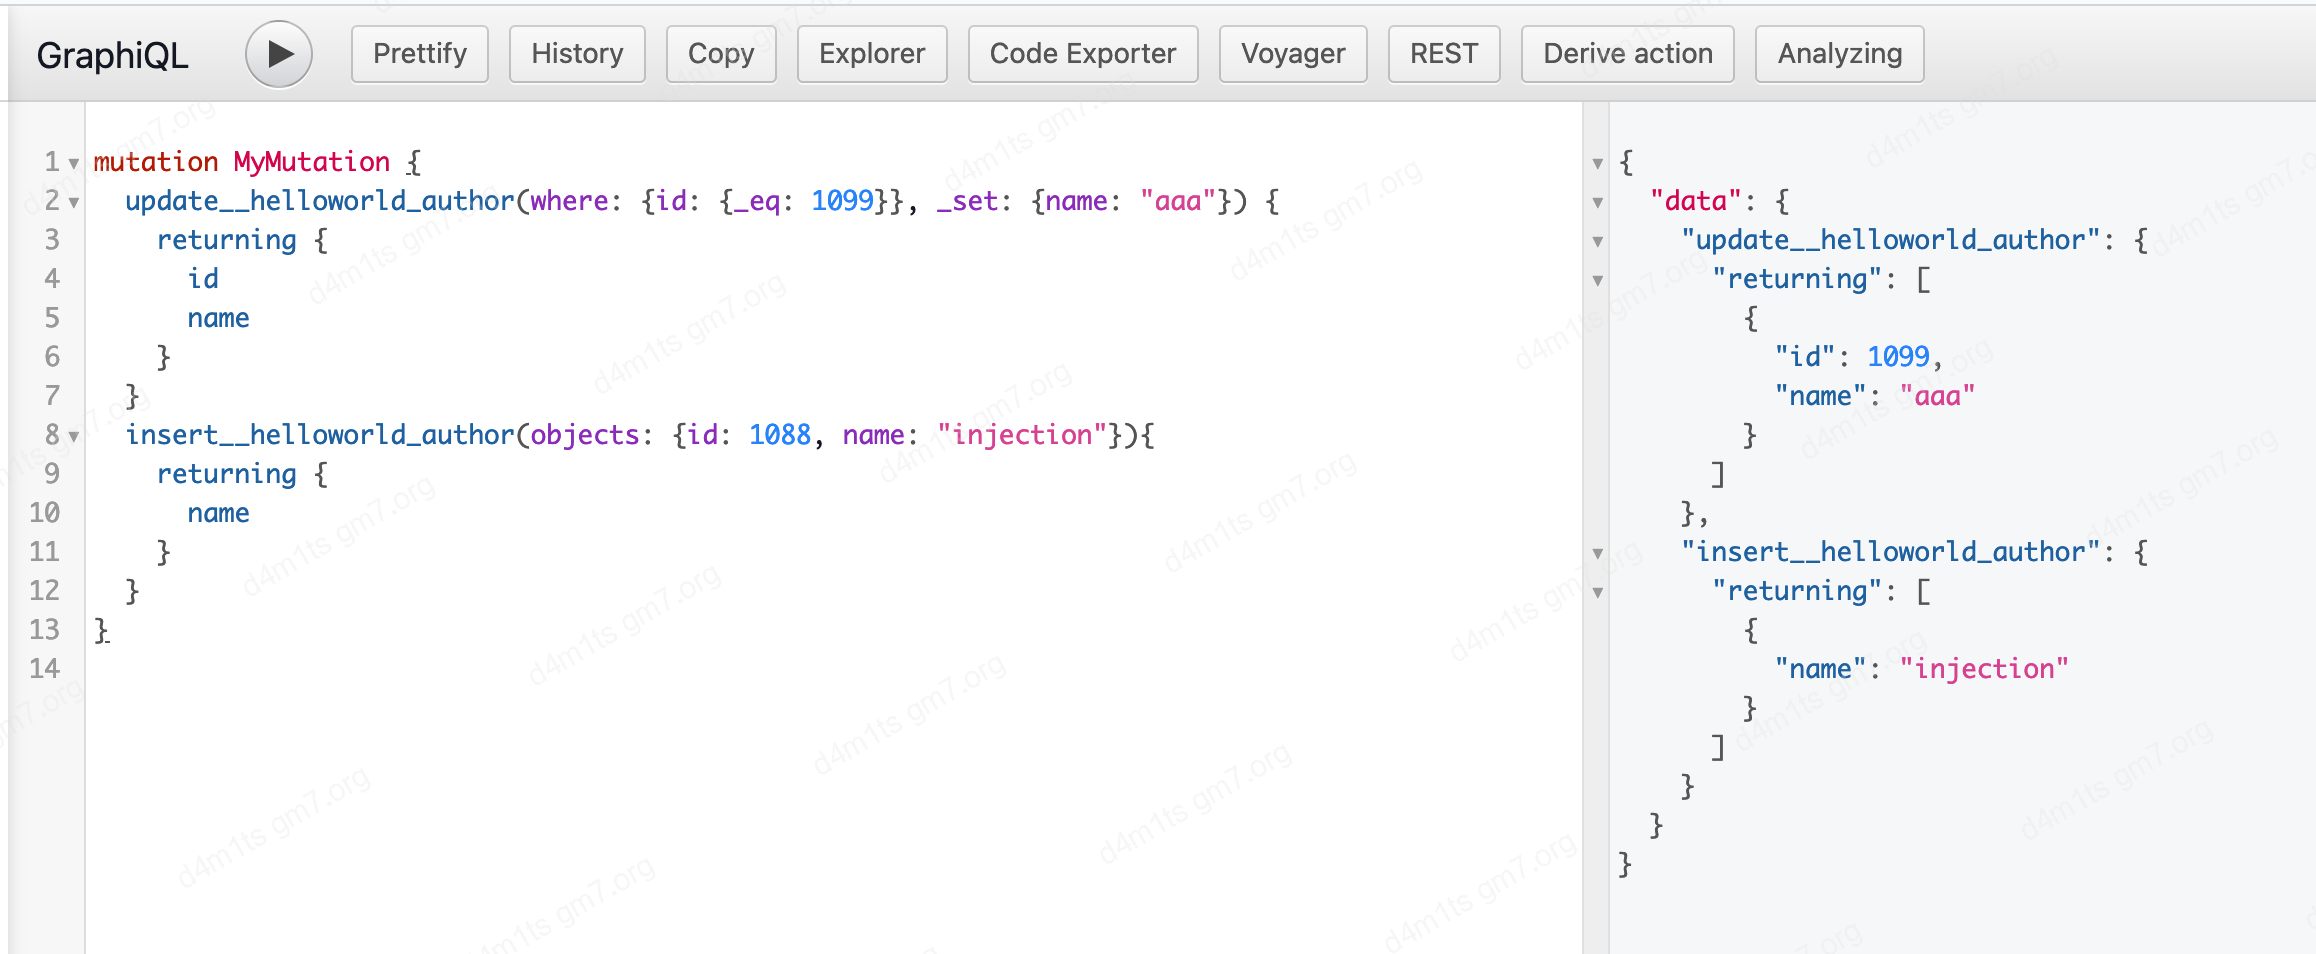 GraphiQL Prettify History Copy Explorer Code Exporter Voyager REST Derive action Analyzing
1 mutation MyMutation {
2 update__helloworld_author(where: {id: {_eq: 1099}}, _set: {name: "aaa"}) {
3 returning {
4 id
5 name
6 }
7 }
8 insert__helloworld_author(objects: {id: 1088, name: "injection"}){
9 returning {
10 name
11 }
12 }
13 }
14
{
"data": {
"update__helloworld_author": {
"returning": [
{
"id": 1099,
"name": "aaa"
}
]
},
"insert__helloworld_author": {
"returning": [
{
"name": "injection"
}
]
}
}
}
d4m1ts gm7.org